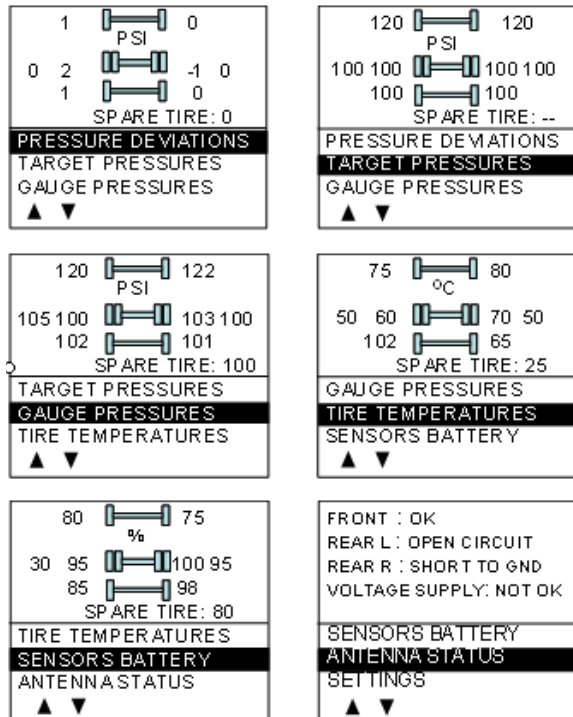 1 0
PSI
0 2 -1 0
1 0
SPARE TIRE: 0
PRESSURE DEVIATIONS
TARGET PRESSURES
GAUGE PRESSURES
▲ ▼
120 120
PSI
100 100 100 100
100 100
SPARE TIRE: --
PRESSURE DEVIATIONS
TARGET PRESSURES
GAUGE PRESSURES
▲ ▼
120 122
PSI
105 100 103 100
102 101
SPARE TIRE: 100
TARGET PRESSURES
GAUGE PRESSURES
TIRE TEMPERATURES
▲ ▼
75 80
ºC
50 60 70 50
102 65
SPARE TIRE: 25
GAUGE PRESSURES
TIRE TEMPERATURES
SENSORS BATTERY
▲ ▼
80 75
%
30 95 100 95
85 98
SPARE TIRE: 80
TIRE TEMPERATURES
SENSORS BATTERY
ANTENNA STATUS
▲ ▼
FRONT : OK
REAR L : OPEN CIRCUIT
REAR R : SHORT TO GND
VOLTAGE SUPPLY: NOT OK
SENSORS BATTERY
ANTENNA STATUS
SETTINGS
▲ ▼